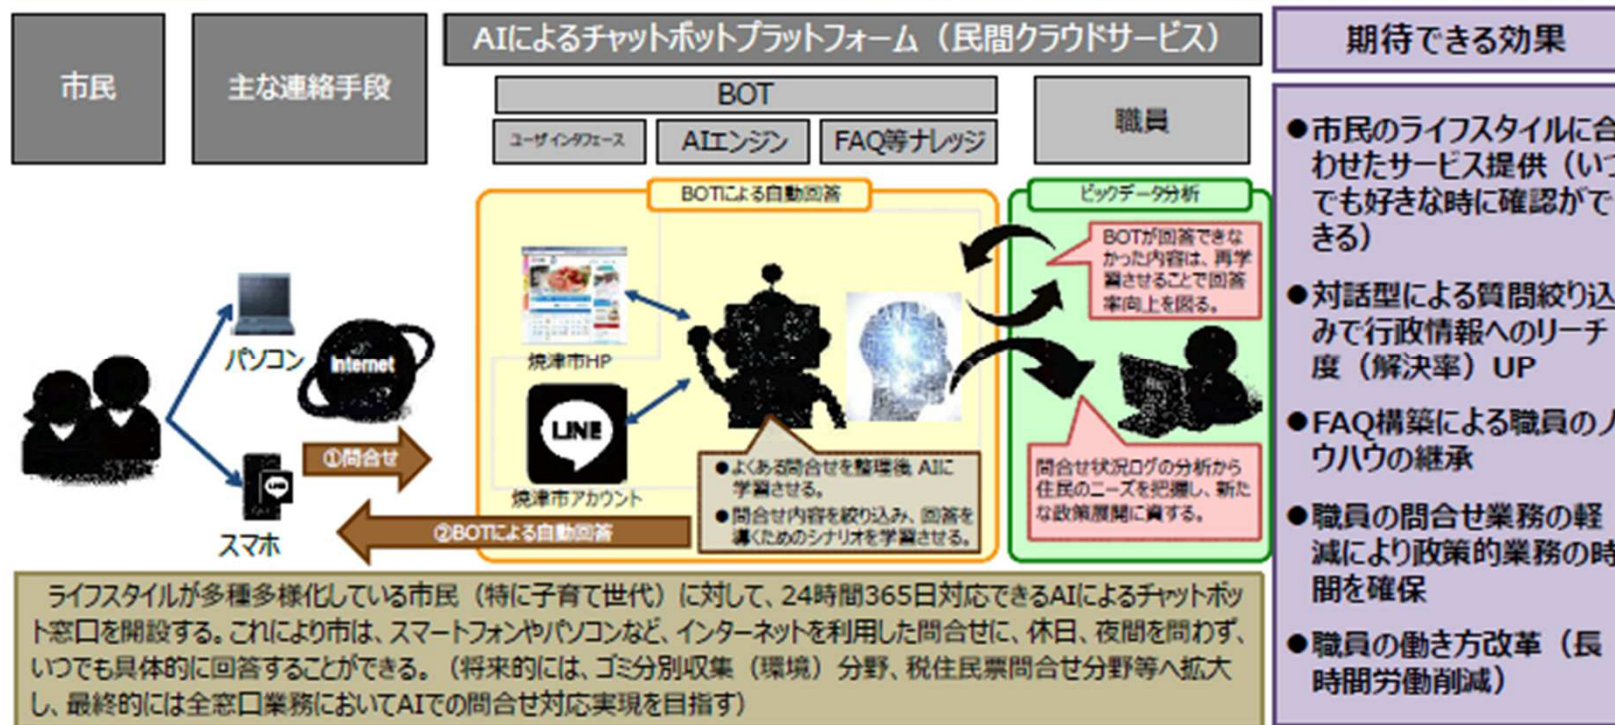 市民
主な連絡手段
AIによるチャットボットプラットフォーム（民間クラウドサービス）
BOT
ユーザインタフェース
AIエンジン
FAQ等ナレッジ
職員
BOTによる自動回答
焼津市HP
LINE
焼津市アカウント
パソコン
Internet
スマホ
①問合せ
②BOTによる自動回答
●よくある問合せを整理後、AIに
学習させる。
●問合せ内容を絞り込み、回答を
導くためのシナリオを学習させる。
ビックデータ分析
BOTが回答できな
かった内容は、再学
習させることで回答
率向上を図る。
問合せ状況ログの分析から
住民のニーズを把握し、新た
な政策展開に資する。
ライフスタイルが多種多様化している市民（特に子育て世代）に対して、24時間365日対応できるAIによるチャットボッ
ト窓口を開設する。これにより市は、スマートフォンやパソコンなど、インターネットを利用した問合せに、休日、夜間を問わず、
いつでも具体的に回答することができる。（将来的には、ゴミ分別収集（環境）分野、税住民票問合せ分野等へ拡大
し、最終的には全窓口業務においてAIでの問合せ対応実現を目指す）
期待できる効果
●市民のライフスタイルに合
わせたサービス提供（いつ
でも好きな時に確認がで
きる）
●対話型による質問絞り込
みで行政情報へのリーチ
度（解決率）UP
●FAQ構築による職員のノ
ウハウの継承
●職員の問合せ業務の軽
減により政策的業務の時
間を確保
●職員の働き方改革（長
時間労働削減）